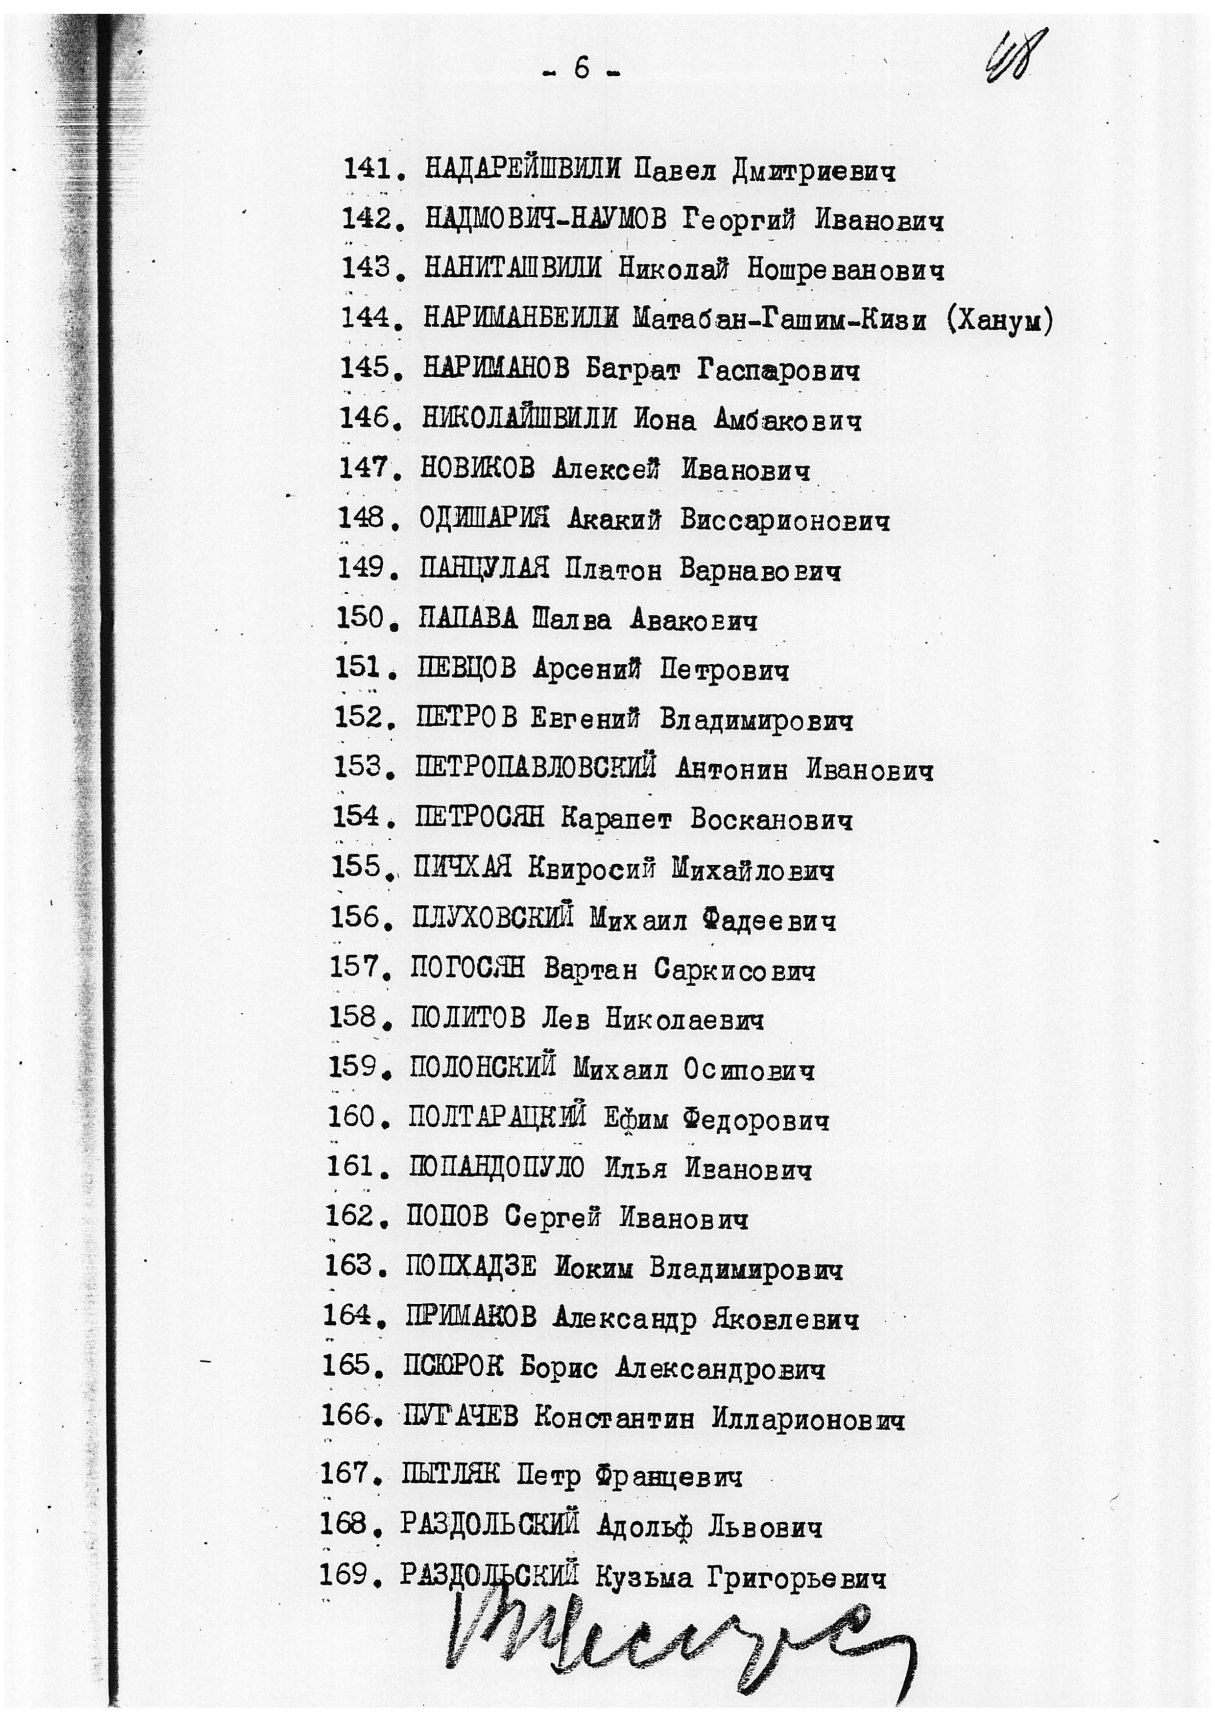 - 6 -
48
141. НАДАРЕЙШВИЛИ Павел Дмитриевич
142. НАДМОВИЧ-НАУМОВ Георгий Иванович
143. НАНИТАШВИЛИ Николай Ношреванович
144. НАРИМАНБЕИЛИ Матабан-Гашим-Кизи (Ханум)
145. НАРИМАНОВ Баграт Гаспарович
146. НИКОЛАЙШВИЛИ Иона Амбакович
147. НОВИКОВ Алексей Иванович
148. ОДИШАРИЯ Акакий Виссарионович
149. ПАНЦУЛАЯ Платон Варнавович
150. ПАПАВА Шалва Авакович
151. ПЕВЦОВ Арсений Петрович
152. ПЕТРОВ Евгений Владимирович
153. ПЕТРОПАВЛОВСКИЙ Антонин Иванович
154. ПЕТРОСЯН Карапет Восканович
155. ПИЧХАЯ Квиросий Михайлович
156. ПЛУХОВСКИЙ Михаил Фадеевич
157. ПОГОСЯН Вартан Саркисович
158. ПОЛИТОВ Лев Николаевич
159. ПОЛОНСКИЙ Михаил Осипович
160. ПОЛТАРАЦКИЙ Ефим Федорович
161. ПОПАНДОПУЛО Илья Иванович
162. ПОПОВ Сергей Иванович
163. ПОПХАДЗЕ Иоким Владимирович
164. ПРИМАКОВ Александр Яковлевич
165. ПСЮРОК Борис Александрович
166. ПУГАЧЕВ Константин Илларионович
167. ПЫТЛЯК Петр Францевич
168. РАЗДОЛЬСКИЙ Адольф Львович
169. РАЗДОЛЬСКИЙ Кузьма Григорьевич